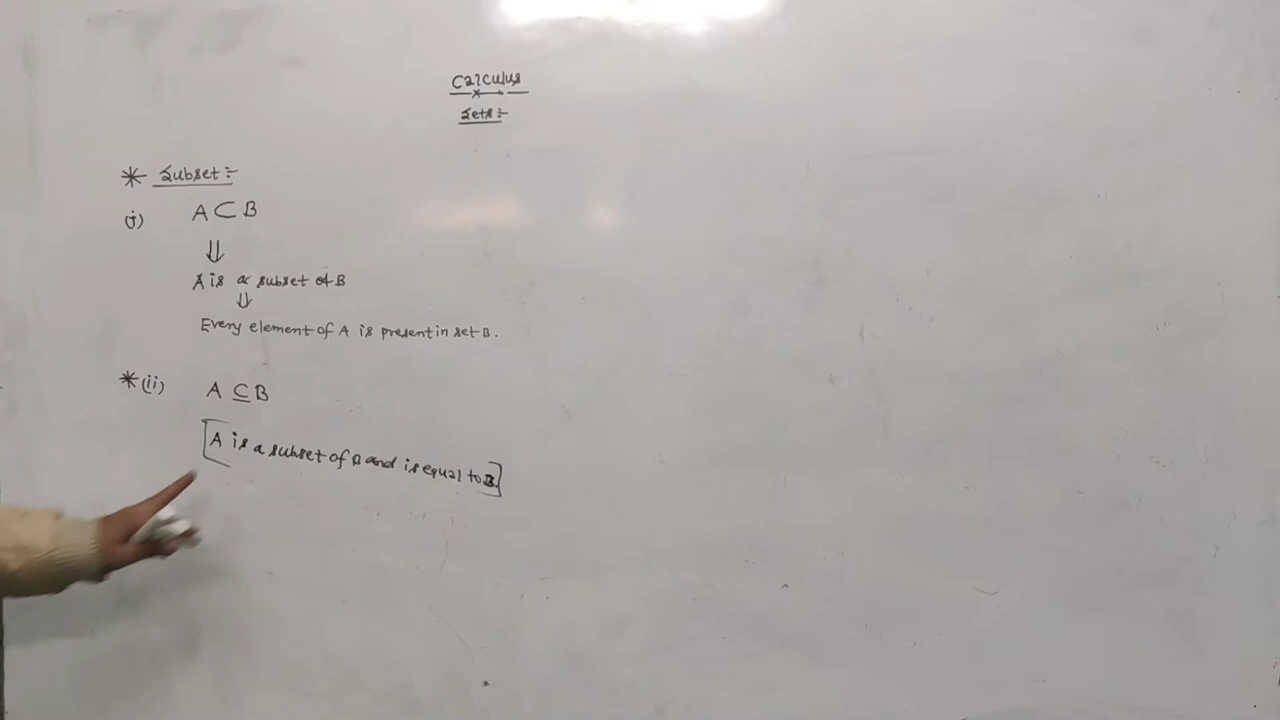 Calculus
Sets :-
* Subset :-
(i) A ⊂ B
⇓
A is a subset of B
⇓
Every element of A is present in set B.
* (ii) A ⊆ B
[A is a subset of B and is equal to B.]